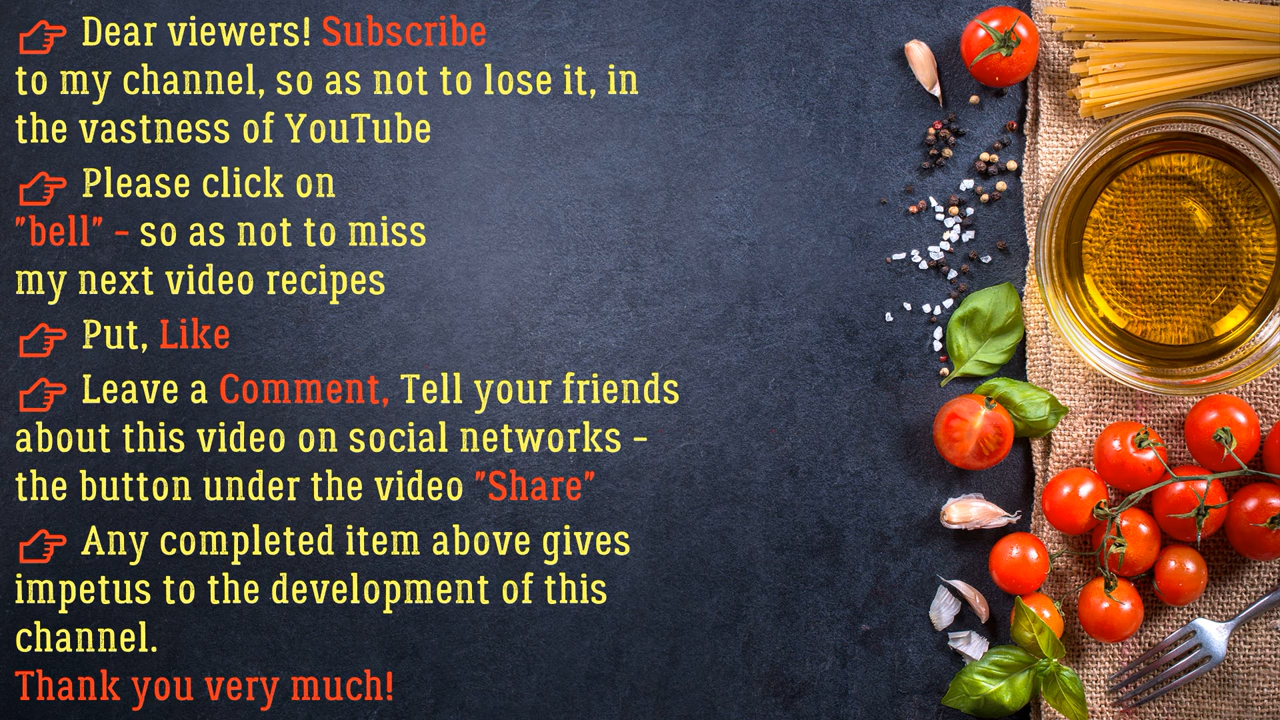 Dear viewers! Subscribe
to my channel, so as not to lose it, in
the vastness of YouTube
Please click on
"bell" - so as not to miss
my next video recipes
Put, Like
Leave a Comment, Tell your friends
about this video on social networks -
the button under the video "Share"
Any completed item above gives
impetus to the development of this
channel.
Thank you very much!